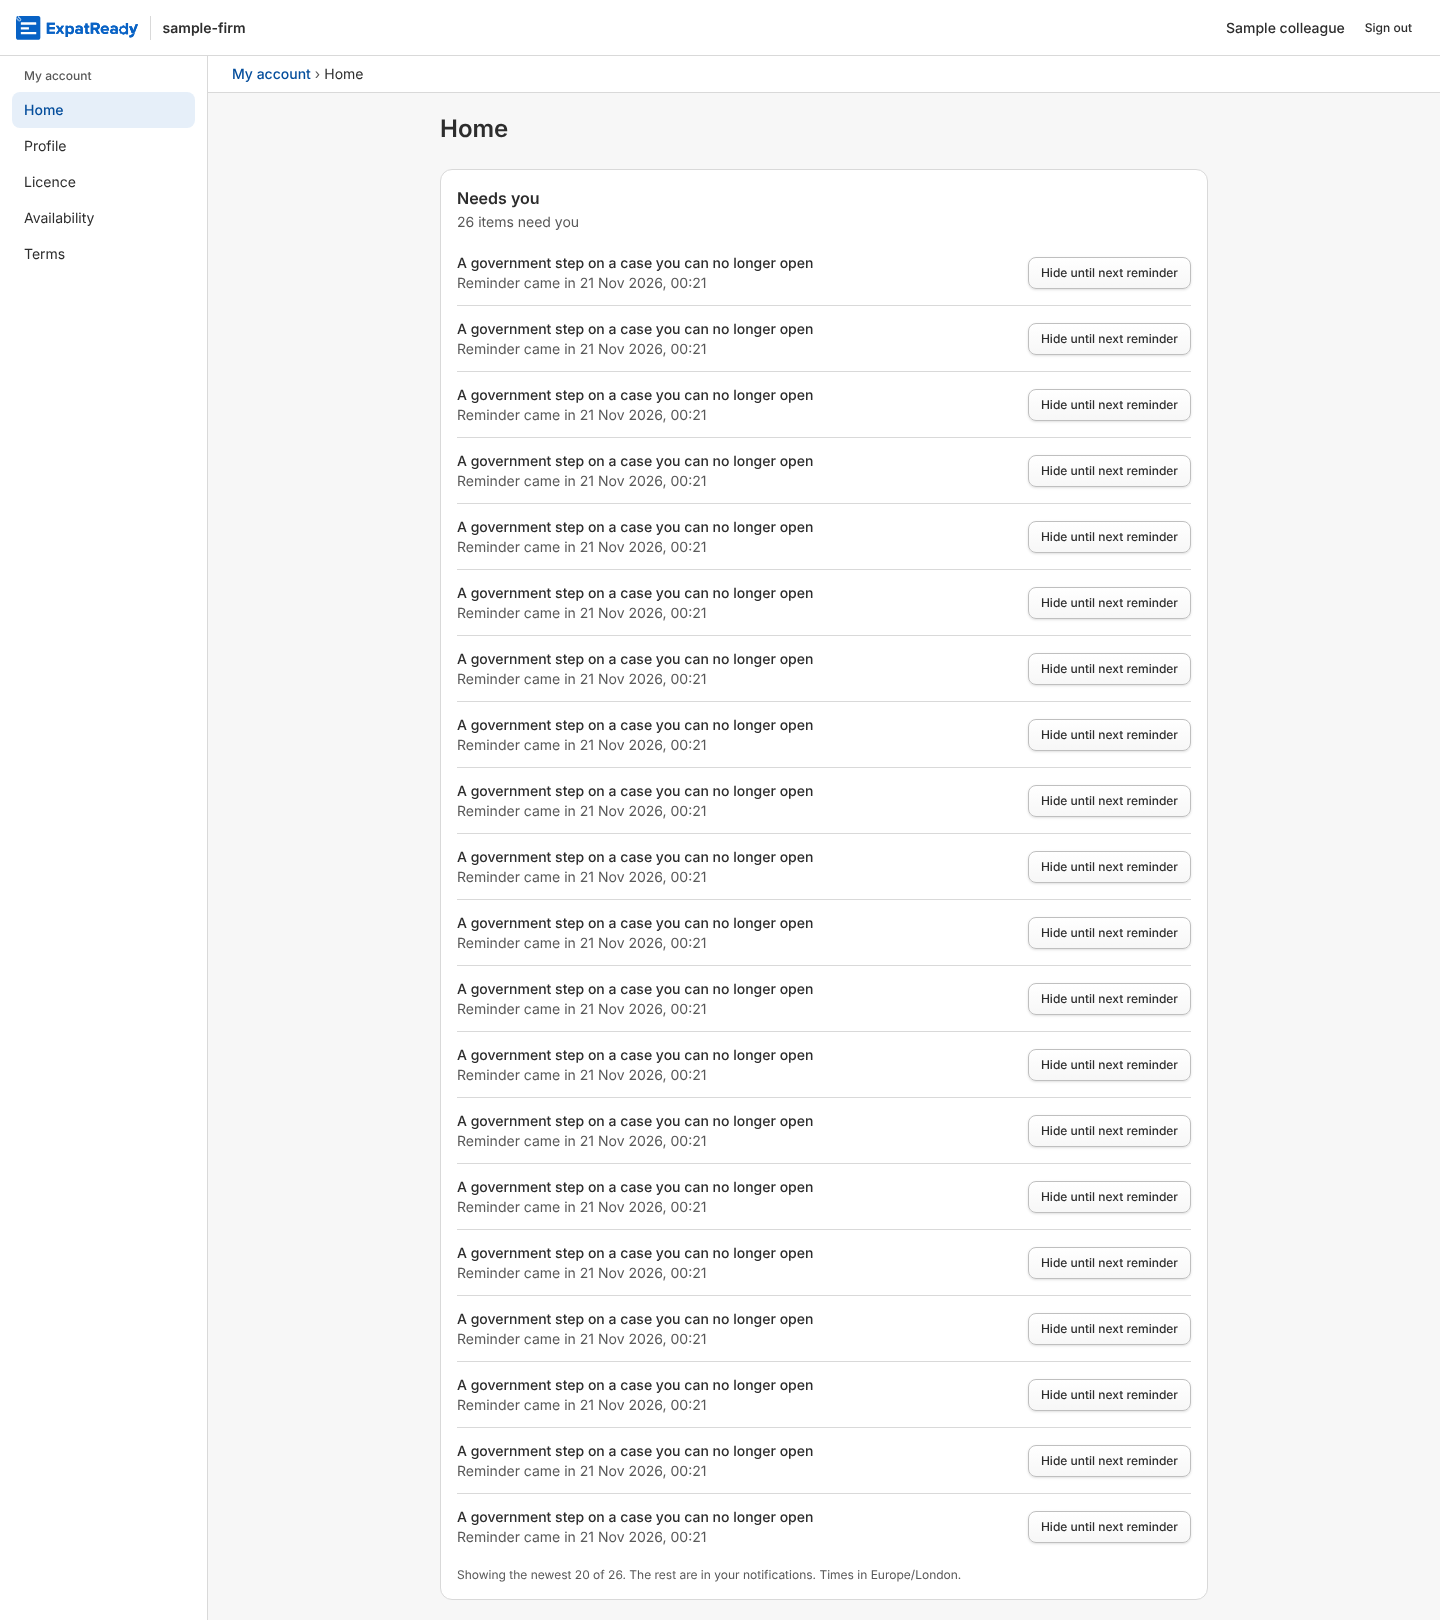 ExpatReady
sample-firm
Sample colleague
Sign out
My account
Home
Profile
Licence
Availability
Terms
My account › Home
Home
Needs you
26 items need you
A government step on a case you can no longer open
Reminder came in 21 Nov 2026, 00:21
Hide until next reminder
A government step on a case you can no longer open
Reminder came in 21 Nov 2026, 00:21
Hide until next reminder
A government step on a case you can no longer open
Reminder came in 21 Nov 2026, 00:21
Hide until next reminder
A government step on a case you can no longer open
Reminder came in 21 Nov 2026, 00:21
Hide until next reminder
A government step on a case you can no longer open
Reminder came in 21 Nov 2026, 00:21
Hide until next reminder
A government step on a case you can no longer open
Reminder came in 21 Nov 2026, 00:21
Hide until next reminder
A government step on a case you can no longer open
Reminder came in 21 Nov 2026, 00:21
Hide until next reminder
A government step on a case you can no longer open
Reminder came in 21 Nov 2026, 00:21
Hide until next reminder
A government step on a case you can no longer open
Reminder came in 21 Nov 2026, 00:21
Hide until next reminder
A government step on a case you can no longer open
Reminder came in 21 Nov 2026, 00:21
Hide until next reminder
A government step on a case you can no longer open
Reminder came in 21 Nov 2026, 00:21
Hide until next reminder
A government step on a case you can no longer open
Reminder came in 21 Nov 2026, 00:21
Hide until next reminder
A government step on a case you can no longer open
Reminder came in 21 Nov 2026, 00:21
Hide until next reminder
A government step on a case you can no longer open
Reminder came in 21 Nov 2026, 00:21
Hide until next reminder
A government step on a case you can no longer open
Reminder came in 21 Nov 2026, 00:21
Hide until next reminder
A government step on a case you can no longer open
Reminder came in 21 Nov 2026, 00:21
Hide until next reminder
A government step on a case you can no longer open
Reminder came in 21 Nov 2026, 00:21
Hide until next reminder
A government step on a case you can no longer open
Reminder came in 21 Nov 2026, 00:21
Hide until next reminder
A government step on a case you can no longer open
Reminder came in 21 Nov 2026, 00:21
Hide until next reminder
A government step on a case you can no longer open
Reminder came in 21 Nov 2026, 00:21
Hide until next reminder
Showing the newest 20 of 26. The rest are in your notifications. Times in Europe/London.